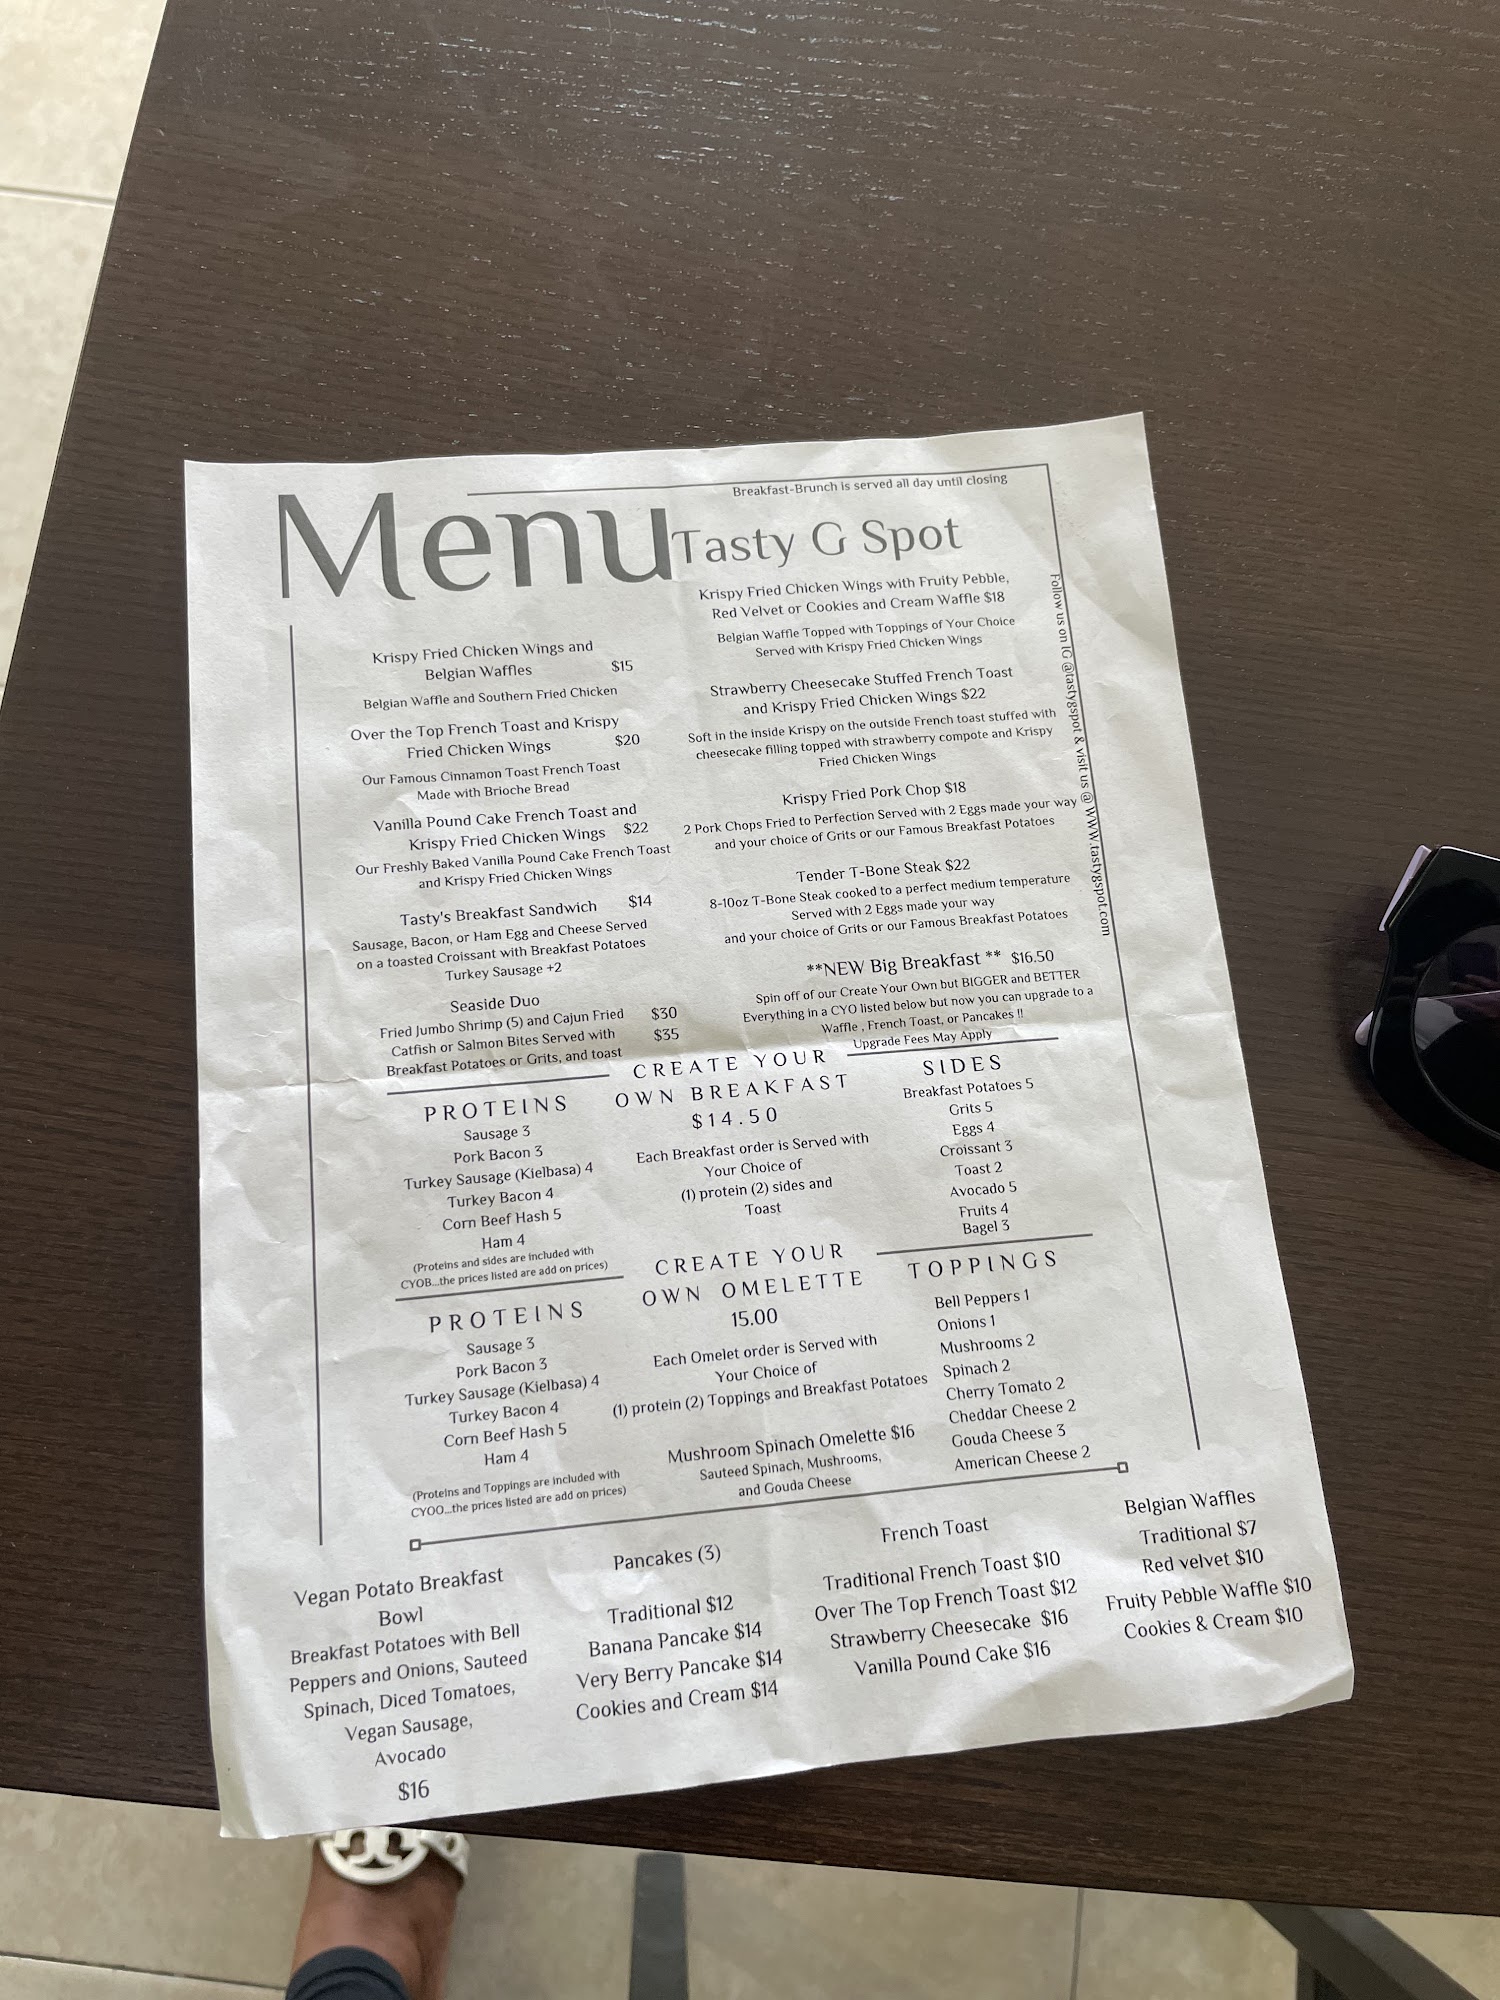 Breakfast-Brunch is served all day until closing
Menu Tasty G Spot
Krispy Fried Chicken Wings and
Belgian Waffles $15
Belgian Waffle and Southern Fried Chicken
Over the Top French Toast and Krispy
Fried Chicken Wings $20
Our Famous Cinnamon Toast French Toast
Made with Brioche Bread
Vanilla Pound Cake French Toast and
Krispy Fried Chicken Wings $22
Our Freshly Baked Vanilla Pound Cake French Toast
and Krispy Fried Chicken Wings
Tasty's Breakfast Sandwich $14
Sausage, Bacon, or Ham Egg and Cheese Served
on a toasted Croissant with Breakfast Potatoes
Turkey Sausage +2
Seaside Duo
Fried Jumbo Shrimp (5) and Cajun Fried $30
Catfish or Salmon Bites Served with $35
Breakfast Potatoes or Grits, and toast
Krispy Fried Chicken Wings with Fruity Pebble,
Red Velvet or Cookies and Cream Waffle $18
Belgian Waffle Topped with Toppings of Your Choice
Served with Krispy Fried Chicken Wings
Strawberry Cheesecake Stuffed French Toast
and Krispy Fried Chicken Wings $22
Soft in the inside Krispy on the outside French toast stuffed with
cheesecake filling topped with strawberry compote and Krispy
Fried Chicken Wings
Krispy Fried Pork Chop $18
2 Pork Chops Fried to Perfection Served with 2 Eggs made your way
and your choice of Grits or our Famous Breakfast Potatoes
Tender T-Bone Steak $22
8-10oz T-Bone Steak cooked to a perfect medium temperature
Served with 2 Eggs made your way
and your choice of Grits or our Famous Breakfast Potatoes
**NEW Big Breakfast ** $16.50
Spin off of our Create Your Own but BIGGER and BETTER
Everything in a CYO listed below but now you can upgrade to a
Waffle , French Toast, or Pancakes !!
Upgrade Fees May Apply
Follow us on IG @tastygspot & visit us @ WWW.tastygspot.com
PROTEINS
Sausage 3
Pork Bacon 3
Turkey Sausage (Kielbasa) 4
Turkey Bacon 4
Corn Beef Hash 5
Ham 4
(Proteins and sides are included with
CYOB...the prices listed are add on prices)
CREATE YOUR
OWN BREAKFAST
$14.50
Each Breakfast order is Served with
Your Choice of
(1) protein (2) sides and
Toast
SIDES
Breakfast Potatoes 5
Grits 5
Eggs 4
Croissant 3
Toast 2
Avocado 5
Fruits 4
Bagel 3
PROTEINS
Sausage 3
Pork Bacon 3
Turkey Sausage (Kielbasa) 4
Turkey Bacon 4
Corn Beef Hash 5
Ham 4
(Proteins and Toppings are included with
CYOO...the prices listed are add on prices)
CREATE YOUR
OWN OMELETTE
15.00
Each Omelet order is Served with
Your Choice of
(1) protein (2) Toppings and Breakfast Potatoes
Mushroom Spinach Omelette $16
Sauteed Spinach, Mushrooms,
and Gouda Cheese
TOPPINGS
Bell Peppers 1
Onions 1
Mushrooms 2
Spinach 2
Cherry Tomato 2
Cheddar Cheese 2
Gouda Cheese 3
American Cheese 2
Vegan Potato Breakfast
Bowl
Breakfast Potatoes with Bell
Peppers and Onions, Sauteed
Spinach, Diced Tomatoes,
Vegan Sausage,
Avocado
$16
Pancakes (3)
Traditional $12
Banana Pancake $14
Very Berry Pancake $14
Cookies and Cream $14
French Toast
Traditional French Toast $10
Over The Top French Toast $12
Strawberry Cheesecake $16
Vanilla Pound Cake $16
Belgian Waffles
Traditional $7
Red velvet $10
Fruity Pebble Waffle $10
Cookies & Cream $10